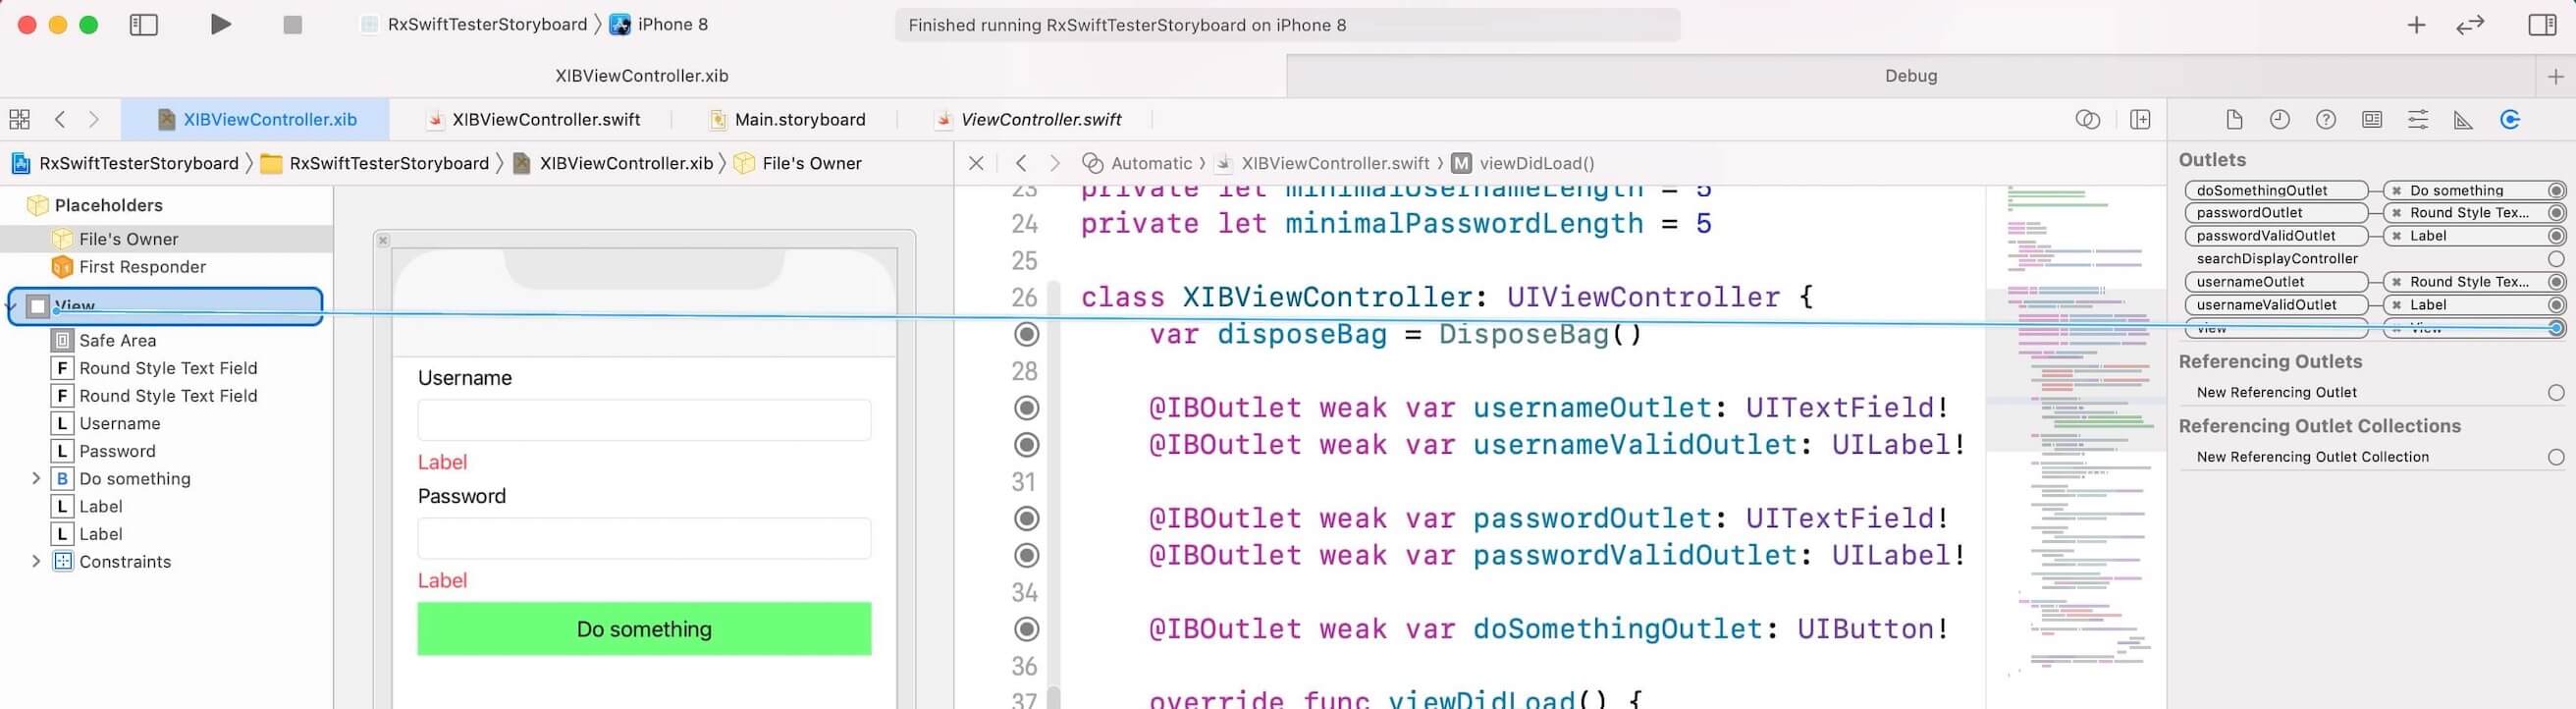 RxSwiftTesterStoryboard 〉 iPhone 8
Finished running RxSwiftTesterStoryboard on iPhone 8
XIBViewController.xib
Debug
XIBViewController.xib
XIBViewController.swift
Main.storyboard
ViewController.swift
RxSwiftTesterStoryboard 〉 RxSwiftTesterStoryboard 〉 XIBViewController.xib 〉 File's Owner
Placeholders
File's Owner
First Responder
View
Safe Area
F Round Style Text Field
F Round Style Text Field
L Username
L Password
B Do something
L Label
L Label
Constraints
Username
Label
Password
Label
Do something
Automatic 〉 XIBViewController.swift 〉 M viewDidLoad()
23 private let minimalUsernameLength = 5
24 private let minimalPasswordLength = 5
25
26 class XIBViewController: UIViewController {
var disposeBag = DisposeBag()
28
@IBOutlet weak var usernameOutlet: UITextField!
@IBOutlet weak var usernameValidOutlet: UILabel!
31
@IBOutlet weak var passwordOutlet: UITextField!
@IBOutlet weak var passwordValidOutlet: UILabel!
34
@IBOutlet weak var doSomethingOutlet: UIButton!
36
37 override func viewDidLoad() {
Outlets
doSomethingOutlet Do something
passwordOutlet Round Style Tex...
passwordValidOutlet Label
searchDisplayController
usernameOutlet Round Style Tex...
usernameValidOutlet Label
view View
Referencing Outlets
New Referencing Outlet
Referencing Outlet Collections
New Referencing Outlet Collection